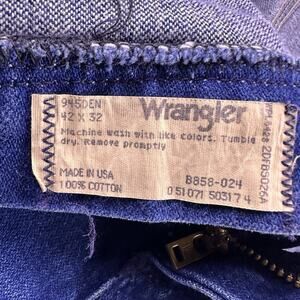 945DEN
42 X 32
Wrangler
Machine wash with like colors. Tumble
dry. Remove promptly
MADE IN USA
100% COTTON
B858-024
0 51071 50317 4